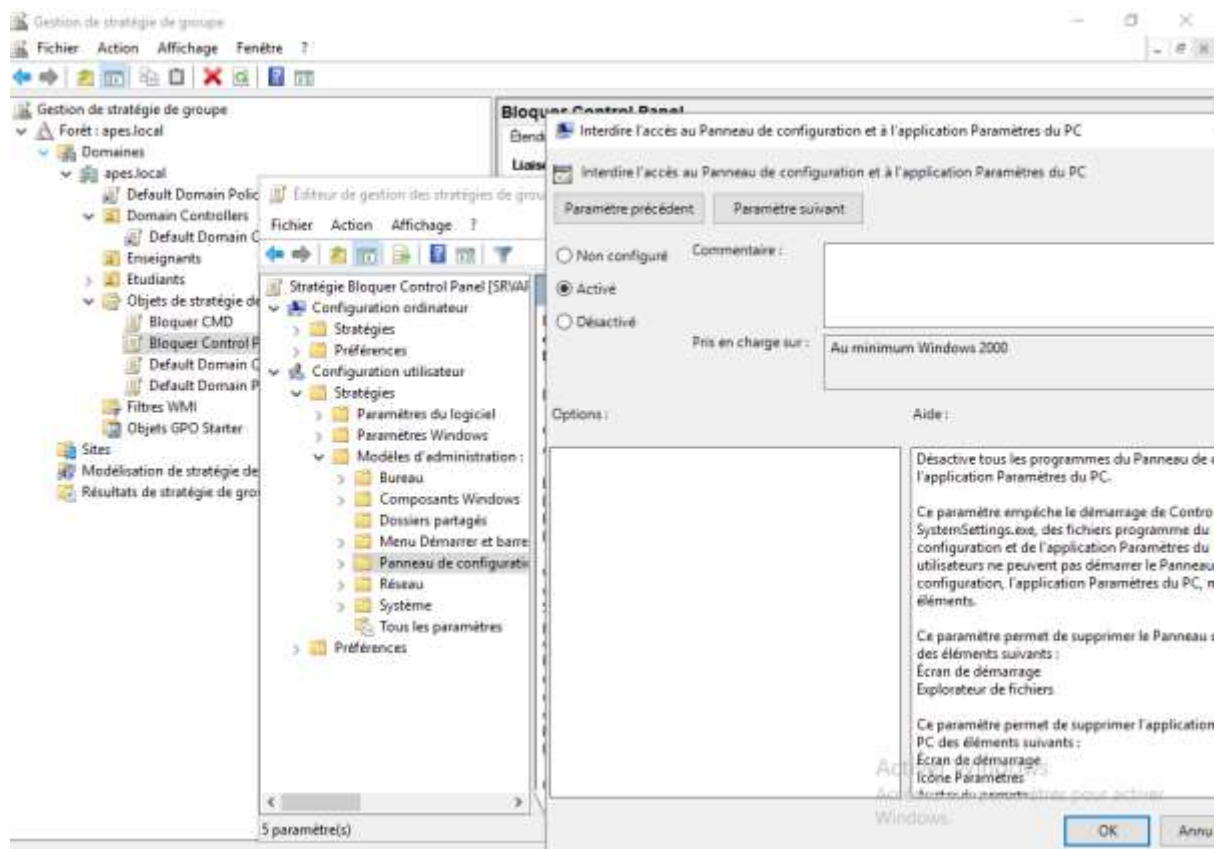 Gestion de stratégie de groupe
Fichier Action Affichage Fenêtre ?
Gestion de stratégie de groupe
Forêt : apes.local
Domaines
apes.local
Default Domain Polic
Domain Controllers
Default Domain C
Enseignants
Etudiants
Objets de stratégie de
Bloquer CMD
Bloquer Control P
Default Domain C
Default Domain P
Filtres WMI
Objets GPO Starter
Sites
Modélisation de stratégie de
Résultats de stratégie de gro
Bloquer Control Panel
Étend
Liaiso
Éditeur de gestion des stratégies de grou
Fichier Action Affichage ?
Stratégie Bloquer Control Panel [SRVAP
Configuration ordinateur
Stratégies
Préférences
Configuration utilisateur
Stratégies
Paramètres du logiciel
Paramètres Windows
Modèles d'administration :
Bureau
Composants Windows
Dossiers partagés
Menu Démarrer et barre
Panneau de configuratio
Réseau
Système
Tous les paramètres
Préférences
5 paramètre(s)
Interdire l'accès au Panneau de configuration et à l'application Paramètres du PC
Interdire l'accès au Panneau de configuration et à l'application Paramètres du PC
Paramètre précédent Paramètre suivant
Non configuré
Activé
Désactivé
Commentaire :
Pris en charge sur :
Au minimum Windows 2000
Options :
Aide :
Désactive tous les programmes du Panneau de c
l'application Paramètres du PC.
Ce paramètre empêche le démarrage de Contro
SystemSettings.exe, des fichiers programme du
configuration et de l'application Paramètres du
utilisateurs ne peuvent pas démarrer le Panneau
configuration, l'application Paramètres du PC, n
éléments.
Ce paramètre permet de supprimer le Panneau d
des éléments suivants :
Écran de démarrage
Explorateur de fichiers
Ce paramètre permet de supprimer l'application
PC des éléments suivants :
Écran de démarrage
Icône Paramètres
pour activer
Windows.
OK Annu